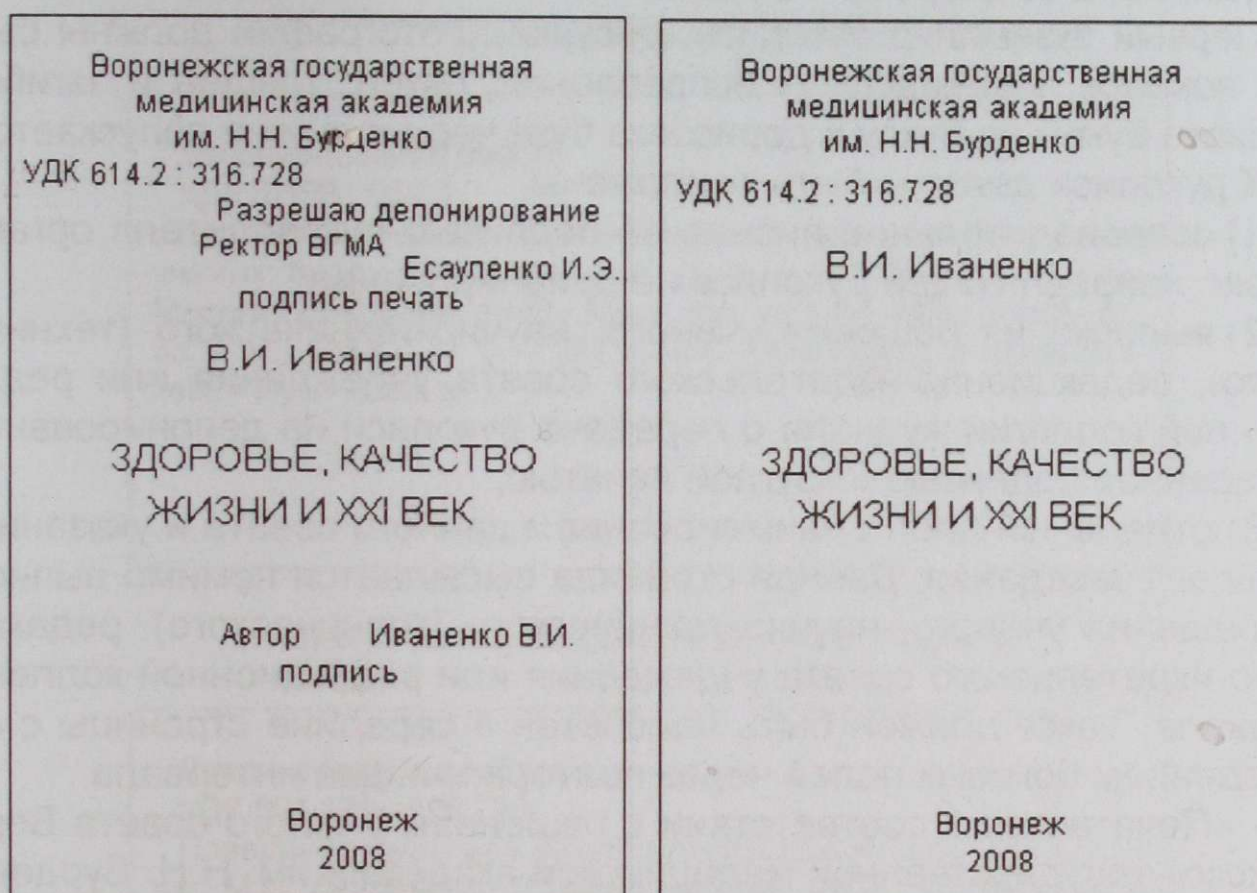 Воронежская государственная
медицинская академия
им. Н.Н. Бурденко
УДК 614.2 : 316.728
Разрешаю депонирование
Ректор ВГМА
Есауленко И.Э.
подпись печать
В.И. Иваненко
ЗДОРОВЬЕ, КАЧЕСТВО
ЖИЗНИ И XXI ВЕК
Автор Иваненко В.И.
подпись
Воронеж
2008
Воронежская государственная
медицинская академия
им. Н.Н. Бурденко
УДК 614.2 : 316.728
В.И. Иваненко
ЗДОРОВЬЕ, КАЧЕСТВО
ЖИЗНИ И XXI ВЕК
Воронеж
2008